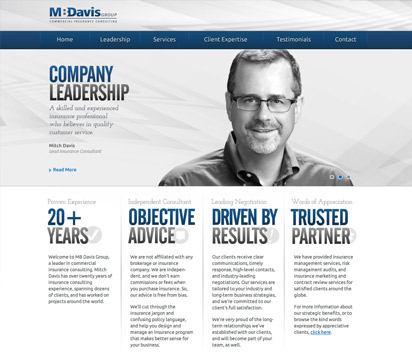 MBDavis GROUP
COMMERCIAL INSURANCE CONSULTING
Home Leadership Services Client Expertise Testimonials Contact
COMPANY
LEADERSHIP
A skilled and experienced
insurance professional
who believes in quality
customer service
Mitch Davis
Lead Insurance Consultant
Read More
Proven Experience
20+
YEARS
Welcome to MB Davis Group,
a leader in commercial
insurance consulting. Mitch
Davis has over twenty years of
insurance consulting
experience, spanning dozens
of clients, and has worked on
projects around the world.
Independent Consultant
OBJECTIVE
ADVICE
We are not affiliated with any
brokerage or insurance
company. We are indepen-
dent, and we don't earn
commissions or fees when
you purchase insurance. So,
our advice is free from bias.
We'll cut through the
insurance jargon and
confusing policy language,
and help you design and
manage an insurance program
that makes better sense for
your business.
Leading Negotiation
DRIVEN BY
RESULTS
Our clients receive clear
communications, timely
response, high-level contacts,
and industry-leading
negotiations. Our services are
tailored to your industry and
long-term business strategies,
and we're committed to our
client's full satisfaction.
We're very proud of the long-
term relationships we've
established with our clients,
and will become part of your
team, as well.
Words of Appreciation
TRUSTED
PARTNER
We have provided insurance
management services, risk
management audits, and
insurance marketing and
contract review services for
satisfied clients around the
globe.
For more information about
our strategic benefits, or to
browse the kind words
expressed by appreciative
clients, click here.